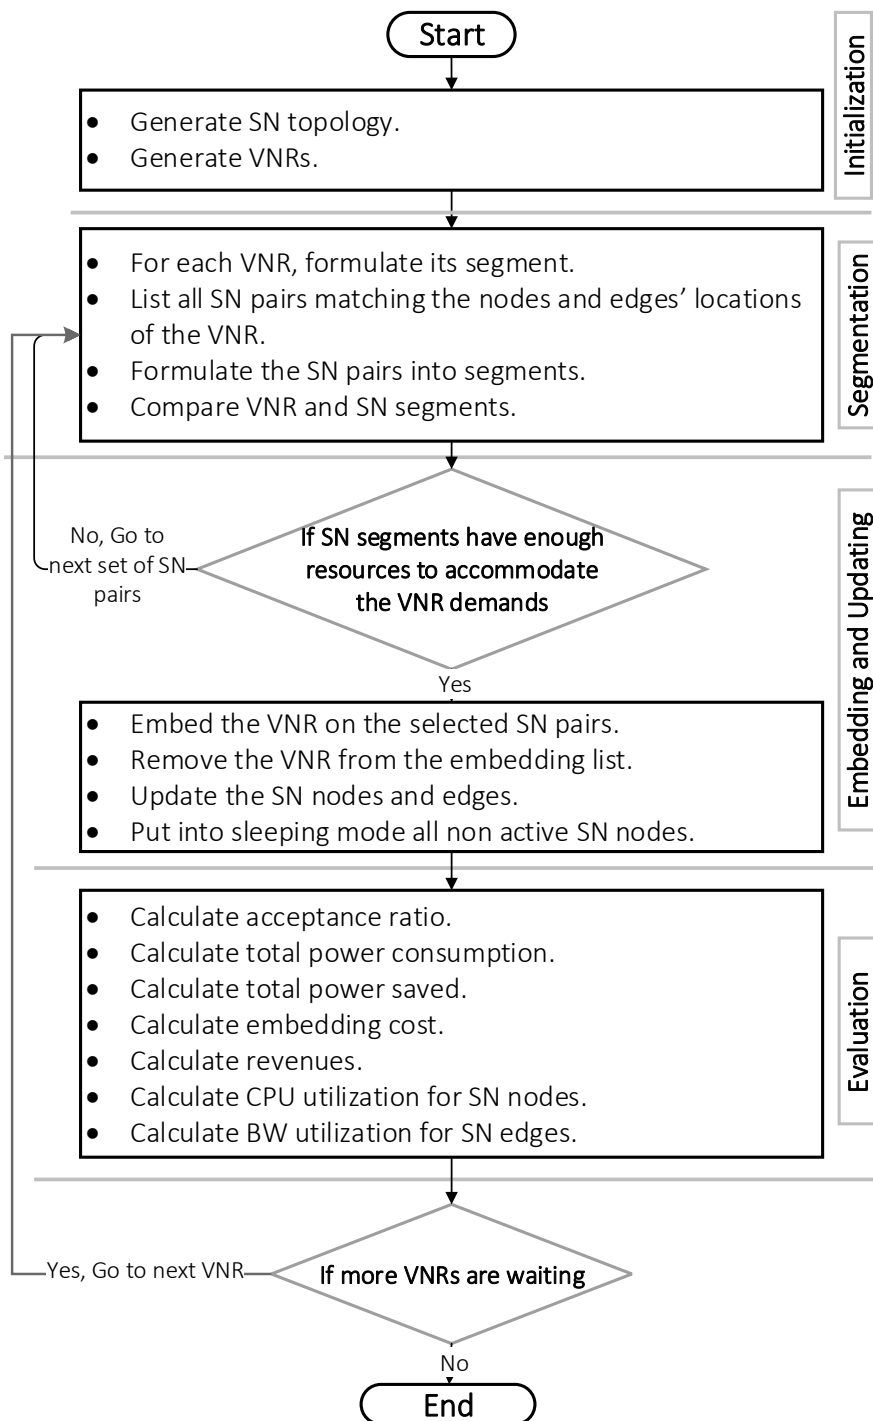 Start
Initialization
• Generate SN topology.
• Generate VNRs.
Segmentation
• For each VNR, formulate its segment.
• List all SN pairs matching the nodes and edges’ locations
of the VNR.
• Formulate the SN pairs into segments.
• Compare VNR and SN segments.
Embedding and Updating
If SN segments have enough
resources to accommodate
the VNR demands
No, Go to
next set of SN
pairs
Yes
• Embed the VNR on the selected SN pairs.
• Remove the VNR from the embedding list.
• Update the SN nodes and edges.
• Put into sleeping mode all non active SN nodes.
Evaluation
• Calculate acceptance ratio.
• Calculate total power consumption.
• Calculate total power saved.
• Calculate embedding cost.
• Calculate revenues.
• Calculate CPU utilization for SN nodes.
• Calculate BW utilization for SN edges.
Yes, Go to next VNR
If more VNRs are waiting
No
End